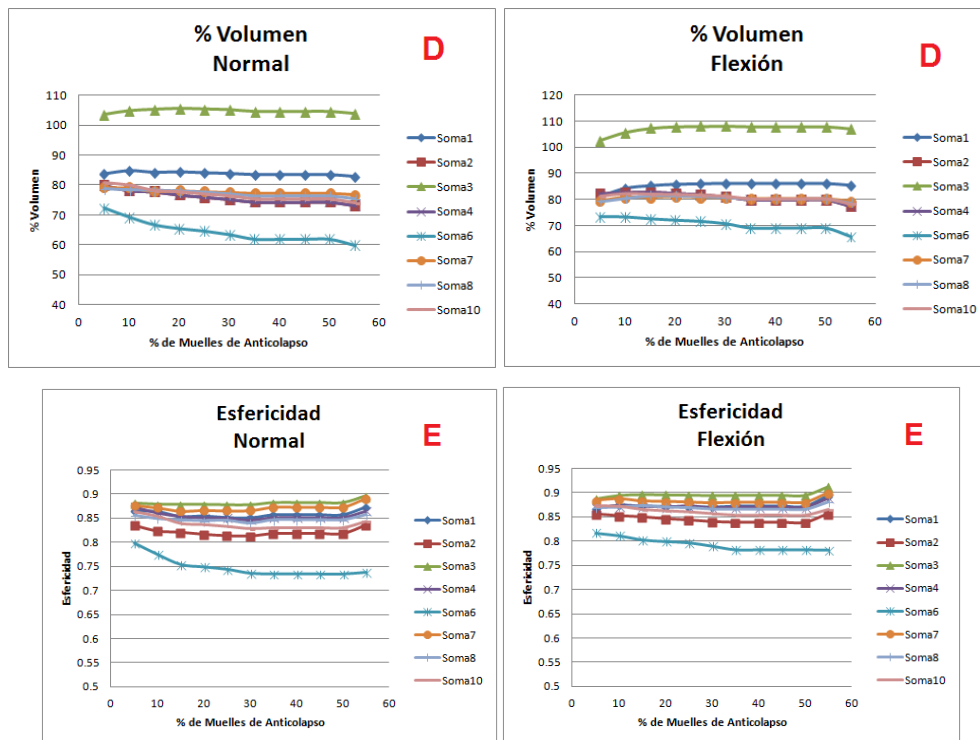 % Volumen
Normal
D
110
100
90
80
70
60
50
40
%Volumen
0 10 20 30 40 50 60
% de Muelles de Anticolapso
Soma1
Soma2
Soma3
Soma4
Soma6
Soma7
Soma8
Soma10
% Volumen
Flexión
D
120
110
100
90
80
70
60
50
40
% Volumen
0 10 20 30 40 50 60
% de Muelles de Anticolapso
Soma1
Soma2
Soma3
Soma4
Soma6
Soma7
Soma8
Soma10
Esfericidad
Normal
E
0.95
0.9
0.85
0.8
0.75
0.7
0.65
0.6
0.55
0.5
Esfericidad
0 10 20 30 40 50 60
% de Muelles de Anticolapso
Soma1
Soma2
Soma3
Soma4
Soma6
Soma7
Soma8
Soma10
Esfericidad
Flexión
E
0.95
0.9
0.85
0.8
0.75
0.7
0.65
0.6
0.55
0.5
Esfericidad
0 10 20 30 40 50 60
% de Muelles de Anticolapso
Soma1
Soma2
Soma3
Soma4
Soma6
Soma7
Soma8
Soma10